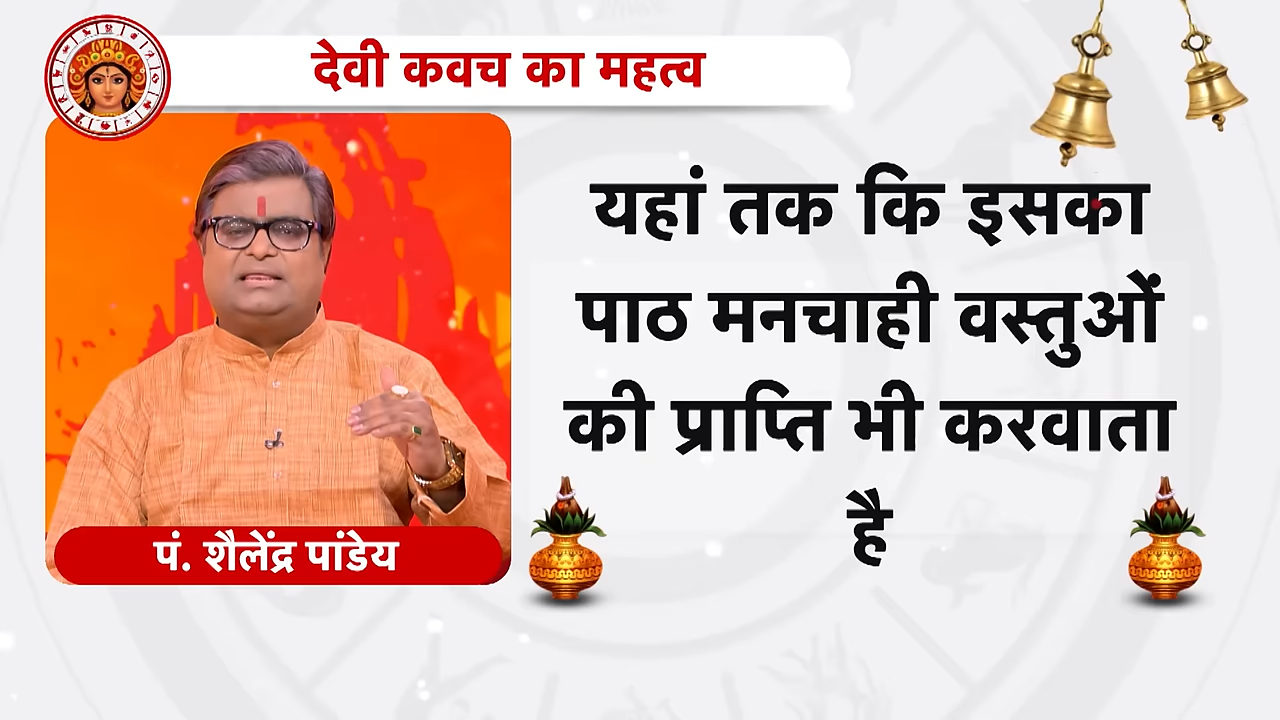 देवी कवच का महत्व
यहां तक कि इसका
पाठ मनचाही वस्तुओं
की प्राप्ति भी करवाता
है
पं. शैलेंद्र पांडेय